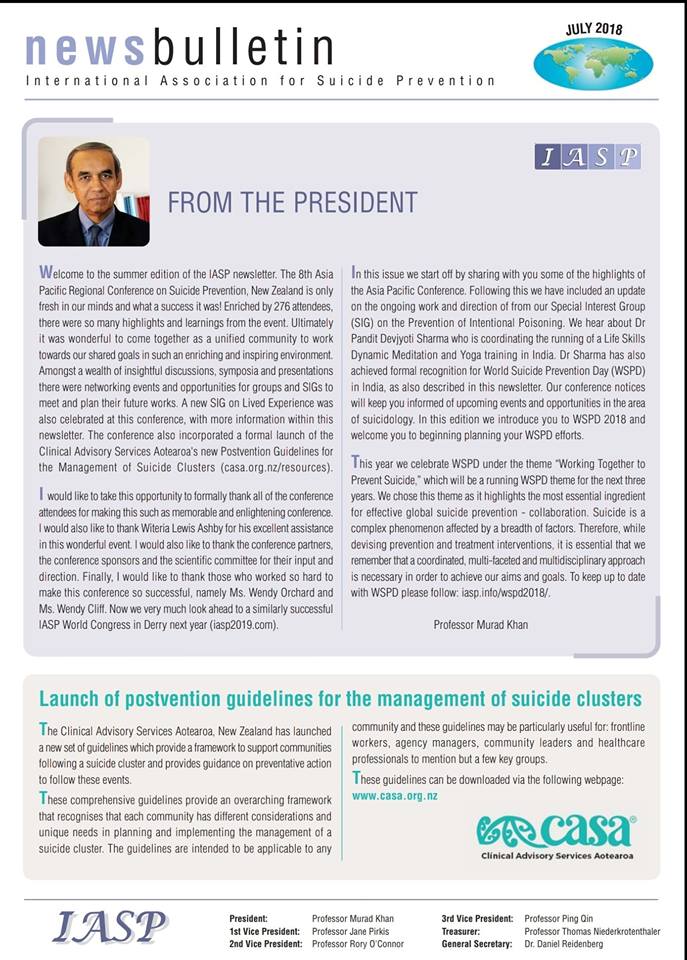 newsbulletin
International Association for Suicide Prevention
JULY 2018
IASP
FROM THE PRESIDENT
Welcome to the summer edition of the IASP newsletter. The 8th Asia
Pacific Regional Conference on Suicide Prevention, New Zealand is only
fresh in our minds and what a success it was! Enriched by 276 attendees,
there were so many highlights and learnings from the event. Ultimately
it was wonderful to come together as a unified community to work
towards our shared goals in such an enriching and inspiring environment.
Amongst a wealth of insightful discussions, symposia and presentations
there were networking events and opportunities for groups and SIGs to
meet and plan their future works. A new SIG on Lived Experience was
also celebrated at this conference, with more information within this
newsletter. The conference also incorporated a formal launch of the
Clinical Advisory Services Aotearoa's new Postvention Guidelines for
the Management of Suicide Clusters (casa.org.nz/resources).
I would like to take this opportunity to formally thank all of the conference
attendees for making this such as memorable and enlightening conference.
I would also like to thank Witeria Lewis Ashby for his excellent assistance
in this wonderful event. I would also like to thank the conference partners,
the conference sponsors and the scientific committee for their input and
direction. Finally, I would like to thank those who worked so hard to
make this conference so successful, namely Ms. Wendy Orchard and
Ms. Wendy Cliff. Now we very much look ahead to a similarly successful
IASP World Congress in Derry next year (iasp2019.com).
In this issue we start off by sharing with you some of the highlights of
the Asia Pacific Conference. Following this we have included an update
on the ongoing work and direction of from our Special Interest Group
(SIG) on the Prevention of Intentional Poisoning. We hear about Dr
Pandit Devjyoti Sharma who is coordinating the running of a Life Skills
Dynamic Meditation and Yoga training in India. Dr Sharma has also
achieved formal recognition for World Suicide Prevention Day (WSPD)
in India, as also described in this newsletter. Our conference notices
will keep you informed of upcoming events and opportunities in the area
of suicidology. In this edition we introduce you to WSPD 2018 and
welcome you to beginning planning your WSPD efforts.
This year we celebrate WSPD under the theme “Working Together to
Prevent Suicide,” which will be a running WSPD theme for the next three
years. We chose this theme as it highlights the most essential ingredient
for effective global suicide prevention - collaboration. Suicide is a
complex phenomenon affected by a breadth of factors. Therefore, while
devising prevention and treatment interventions, it is essential that we
remember that a coordinated, multi-faceted and multidisciplinary approach
is necessary in order to achieve our aims and goals. To keep up to date
with WSPD please follow: iasp.info/wspd2018/.
Professor Murad Khan
Launch of postvention guidelines for the management of suicide clusters
The Clinical Advisory Services Aotearoa, New Zealand has launched
a new set of guidelines which provide a framework to support communities
following a suicide cluster and provides guidance on preventative action
to follow these events.
These comprehensive guidelines provide an overarching framework
that recognises that each community has different considerations and
unique needs in planning and implementing the management of a
suicide cluster. The guidelines are intended to be applicable to any
community and these guidelines may be particularly useful for: frontline
workers, agency managers, community leaders and healthcare
professionals to mention but a few key groups.
These guidelines can be downloaded via the following webpage:
www.casa.org.nz
casa®
Clinical Advisory Services Aotearoa
IASP
President: Professor Murad Khan
1st Vice President: Professor Jane Pirkis
2nd Vice President: Professor Rory O'Connor
3rd Vice President: Professor Ping Qin
Treasurer: Professor Thomas Niederkrotenthaler
General Secretary: Dr. Daniel Reidenberg